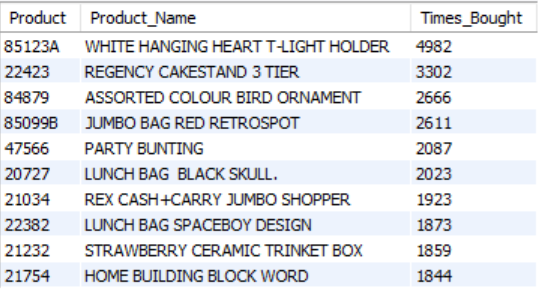 Product Product_Name Times_Bought
85123A WHITE HANGING HEART T-LIGHT HOLDER 4982
22423 REGENCY CAKESTAND 3 TIER 3302
84879 ASSORTED COLOUR BIRD ORNAMENT 2666
85099B JUMBO BAG RED RETROSPOT 2611
47566 PARTY BUNTING 2087
20727 LUNCH BAG  BLACK SKULL. 2023
21034 REX CASH+CARRY JUMBO SHOPPER 1923
22382 LUNCH BAG SPACEBOY DESIGN 1873
21232 STRAWBERRY CERAMIC TRINKET BOX 1859
21754 HOME BUILDING BLOCK WORD 1844